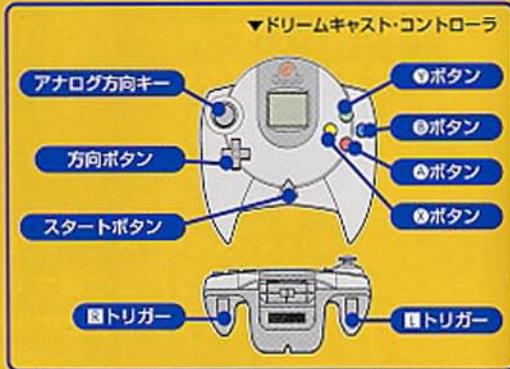 ▼ドリームキャスト・コントローラ
アナログ方向キー
Ⓨボタン
Ⓑボタン
方向ボタン
Ⓐボタン
スタートボタン
Ⓧボタン
🅁トリガー
🄻トリガー